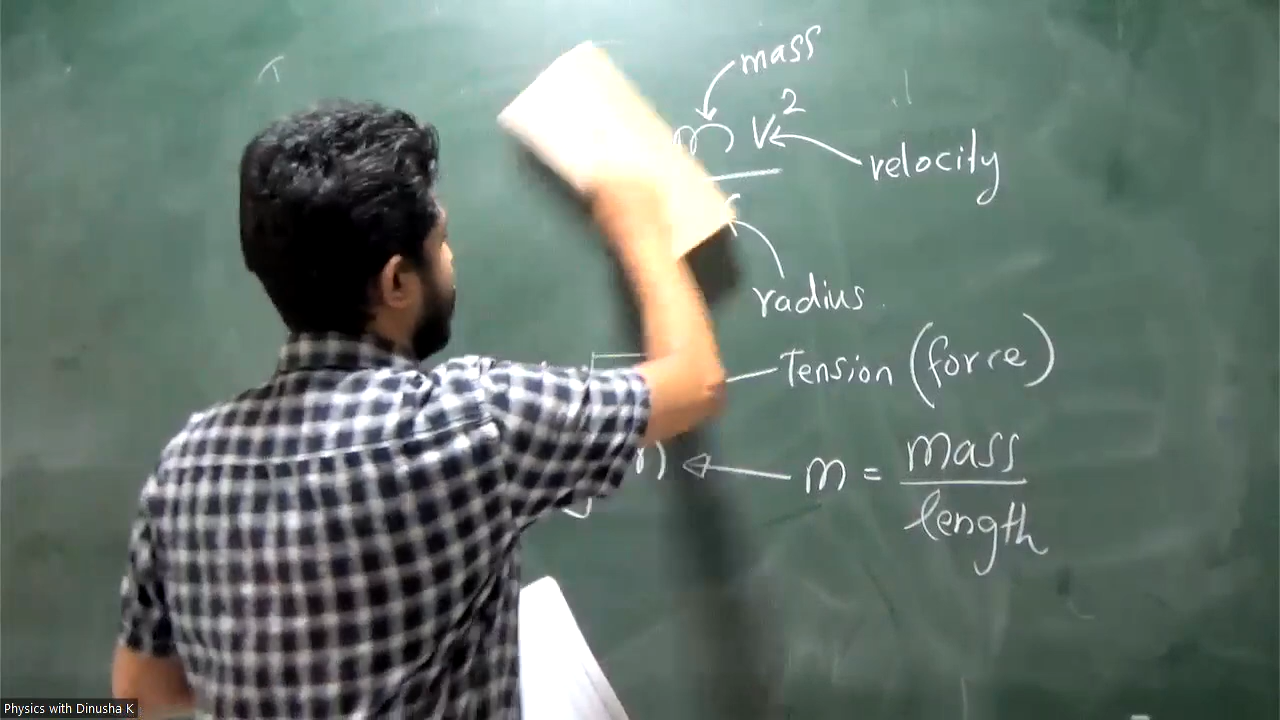 mass
m v²
velocity
r
radius
Tension (force)
m ← m = mass / length
Physics with Dinusha K